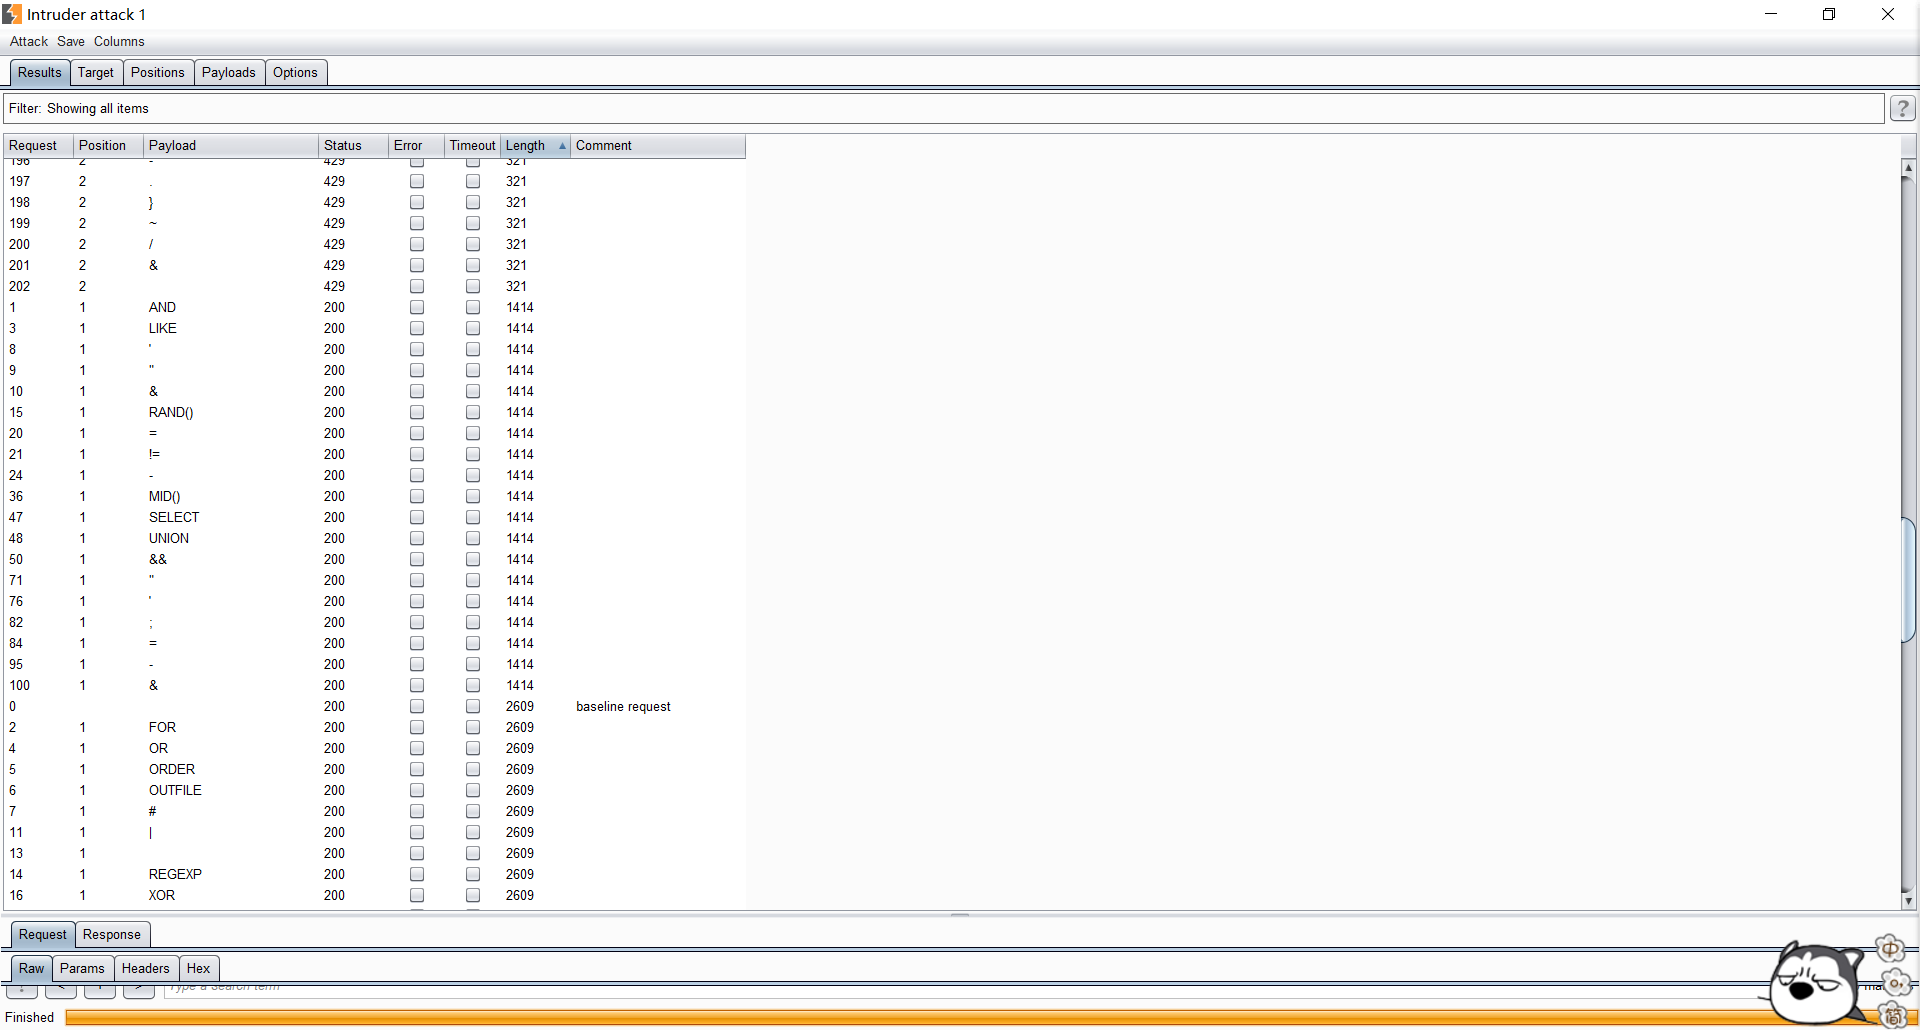 Intruder attack 1
Attack Save Columns
Results Target Positions Payloads Options
Filter: Showing all items
?
Request Position Payload Status Error Timeout Length Comment
196 2 - 429 321
197 2 . 429 321
198 2 } 429 321
199 2 ~ 429 321
200 2 / 429 321
201 2 & 429 321
202 2 429 321
1 1 AND 200 1414
3 1 LIKE 200 1414
8 1 ' 200 1414
9 1 " 200 1414
10 1 & 200 1414
15 1 RAND() 200 1414
20 1 = 200 1414
21 1 != 200 1414
24 1 - 200 1414
36 1 MID() 200 1414
47 1 SELECT 200 1414
48 1 UNION 200 1414
50 1 && 200 1414
71 1 " 200 1414
76 1 ' 200 1414
82 1 ; 200 1414
84 1 = 200 1414
95 1 - 200 1414
100 1 & 200 1414
0 200 2609 baseline request
2 1 FOR 200 2609
4 1 OR 200 2609
5 1 ORDER 200 2609
6 1 OUTFILE 200 2609
7 1 # 200 2609
11 1 | 200 2609
13 1 200 2609
14 1 REGEXP 200 2609
16 1 XOR 200 2609
Request Response
Raw Params Headers Hex
Type a search term
Finished
中
简